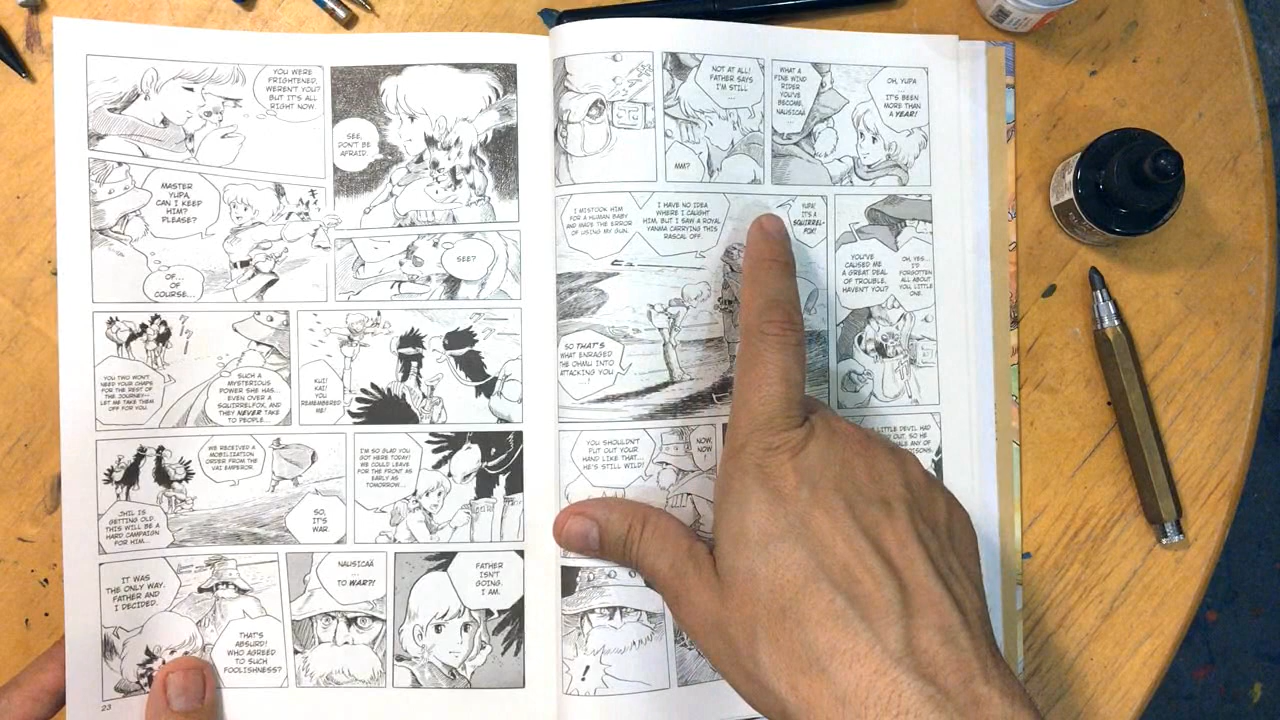 OH, YUPA
...
IT'S BEEN
MORE THAN
A YEAR!
WHAT A
FINE WIND
RIDER
YOU'VE
BECOME,
NAUSICAÄ...
NOT AT ALL!
FATHER SAYS
I'M STILL
...
MM?
OH, YES...
I'D
FORGOTTEN
ALL ABOUT
YOU, LITTLE
ONE.
YOU'VE
CAUSED ME
A GREAT DEAL
OF TROUBLE,
HAVEN'T YOU?
YUPA!
IT'S A
SQUIRREL-
FOX!
I HAVE NO IDEA
WHERE I CAUGHT
HIM, BUT I SAW A ROYAL
YANMA CARRYING THIS
RASCAL OFF.
I MISTOOK HIM
FOR A HUMAN BABY
AND MADE THE ERROR
OF USING MY GUN.
SO THAT'S
WHAT ENRAGED
THE OHMU INTO
ATTACKING YOU
...!
LITTLE DEVIL HAD
OUT, SO HE
ANY OF
NOW,
NOW
YOU SHOULDN'T
PUT OUT YOUR
HAND LIKE THAT...
HE'S STILL WILD!
!
SEE,
DON'T BE
AFRAID.
YOU WERE
FRIGHTENED,
WEREN'T YOU?
BUT IT'S ALL
RIGHT NOW.
SEE?
MASTER
YUPA,
CAN I KEEP
HIM?
PLEASE?
OF...
OF
COURSE...
KUI!
KAI!
YOU
REMEMBERED
ME!
SUCH A
MYSTERIOUS
POWER SHE HAS...
EVEN OVER A
SQUIRRELFOX, AND
THEY NEVER TAKE
TO PEOPLE...
YOU TWO WON'T
NEED YOUR CHAPS
FOR THE REST OF
THE JOURNEY—
LET ME TAKE THEM
OFF FOR YOU.
I'M SO GLAD YOU
GOT HERE TODAY!
WE COULD LEAVE
FOR THE FRONT AS
EARLY AS
TOMORROW...
WE RECEIVED A
MOBILIZATION
ORDER FROM THE
VAI EMPEROR.
SO,
IT'S
WAR.
JHIL IS
GETTING OLD.
THIS WILL BE A
HARD CAMPAIGN
FOR HIM...
FATHER
ISN'T
GOING.
I AM.
NAUSICAÄ
...
TO WAR?!
IT WAS
THE ONLY WAY.
FATHER AND
I DECIDED.
THAT'S
ABSURD!
WHO AGREED
TO SUCH
FOOLISHNESS?
23